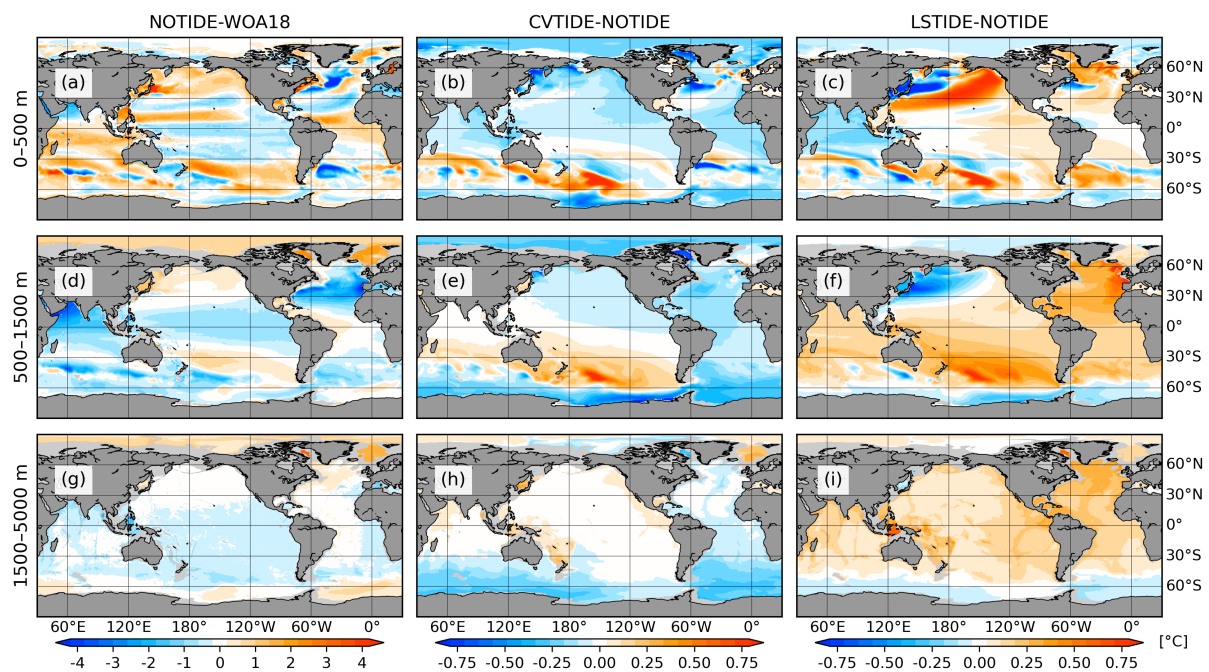 NOTIDE-WOA18 CVTIDE-NOTIDE LSTIDE-NOTIDE
0–500 m
(a) (b) (c)
60°N
30°N
0°
30°S
60°S
500–1500 m
(d) (e) (f)
60°N
30°N
0°
30°S
60°S
1500–5000 m
(g) (h) (i)
60°N
30°N
0°
30°S
60°S
60°E 120°E 180° 120°W 60°W 0° 60°E 120°E 180° 120°W 60°W 0° 60°E 120°E 180° 120°W 60°W 0°
-4 -3 -2 -1 0 1 2 3 4 -0.75 -0.50 -0.25 0.00 0.25 0.50 0.75 -0.75 -0.50 -0.25 0.00 0.25 0.50 0.75 [°C]